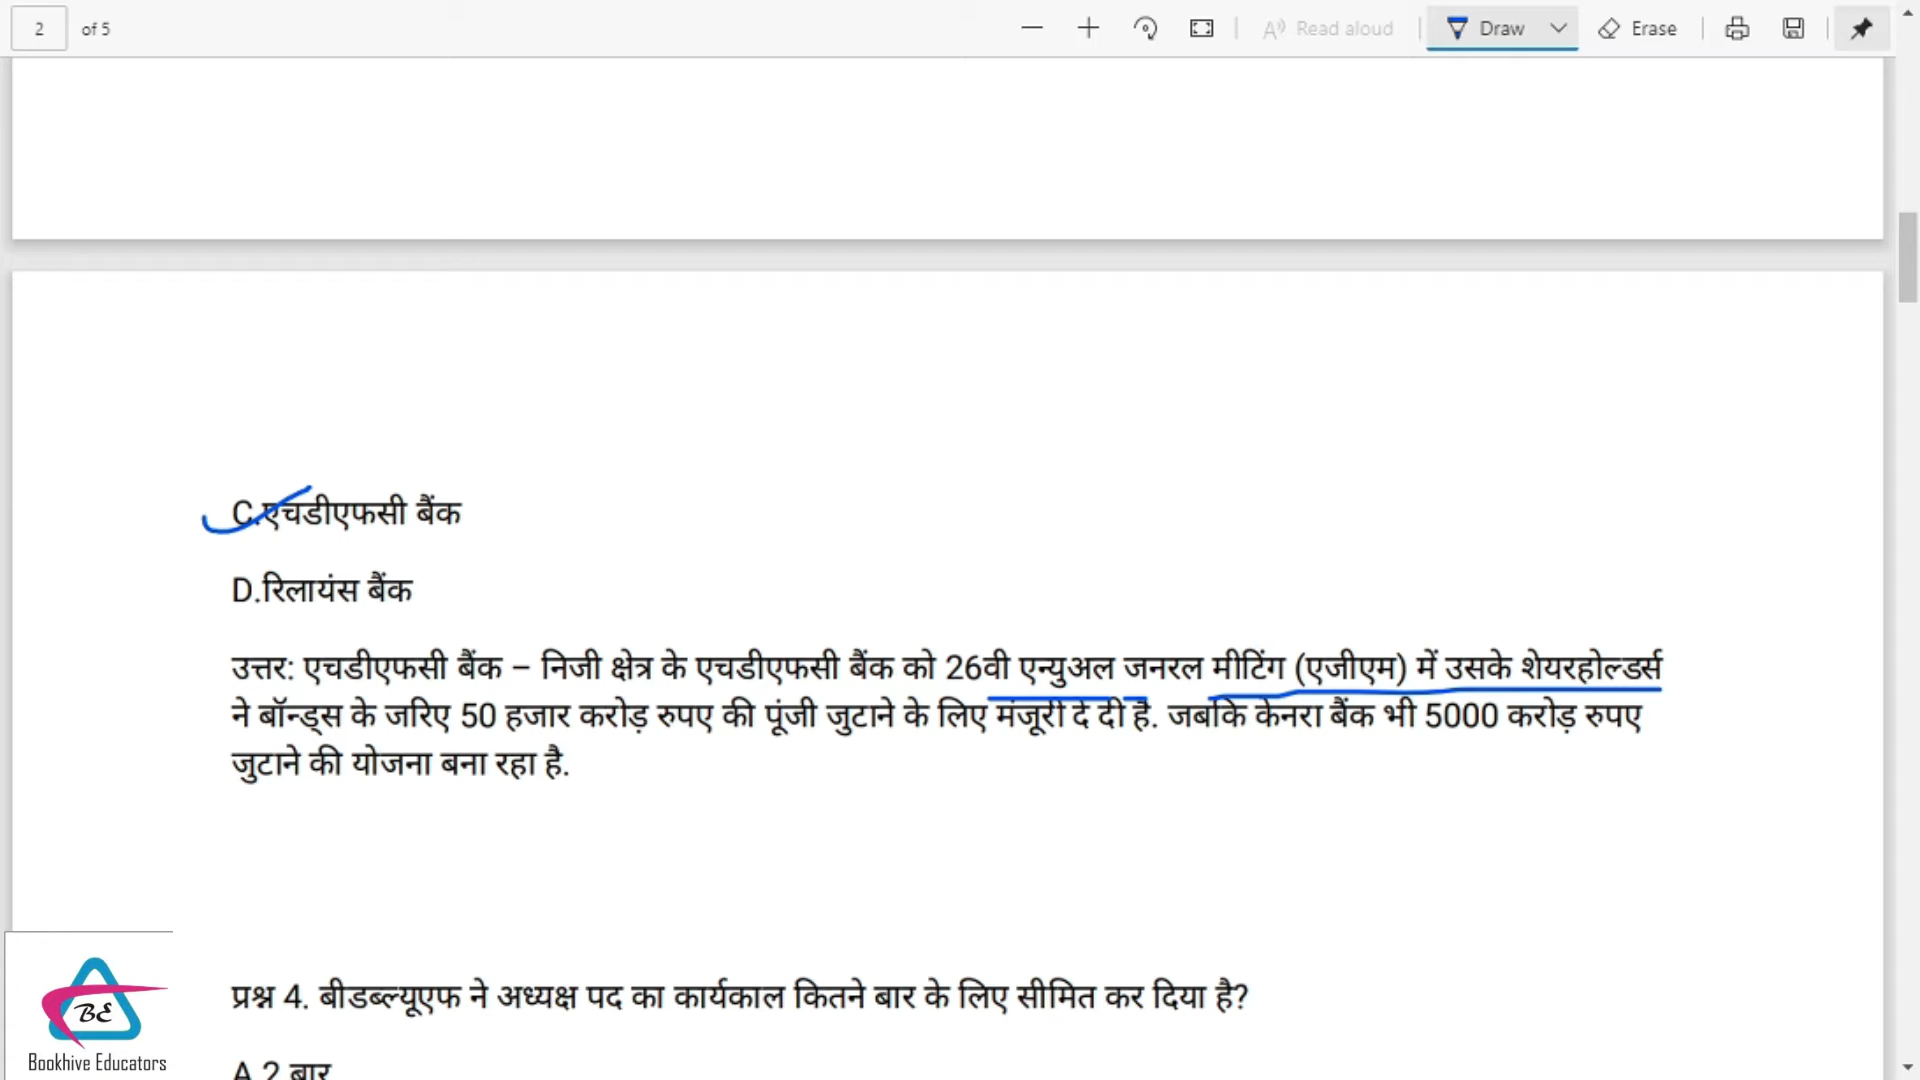 2 of 5 Read aloud Draw Erase
C.एचडीएफसी बैंक
D.रिलायंस बैंक
उत्तर: एचडीएफसी बैंक – निजी क्षेत्र के एचडीएफसी बैंक को 26वी एन्युअल जनरल मीटिंग (एजीएम) में उसके शेयरहोल्डर्स
ने बॉन्ड्स के जरिए 50 हजार करोड़ रुपए की पूंजी जुटाने के लिए मंजूरी दे दी है. जबकि केनरा बैंक भी 5000 करोड़ रुपए
जुटाने की योजना बना रहा है.
प्रश्न 4. बीडब्ल्यूएफ ने अध्यक्ष पद का कार्यकाल कितने बार के लिए सीमित कर दिया है?
A.2 बार
BE
Bookhive Educators